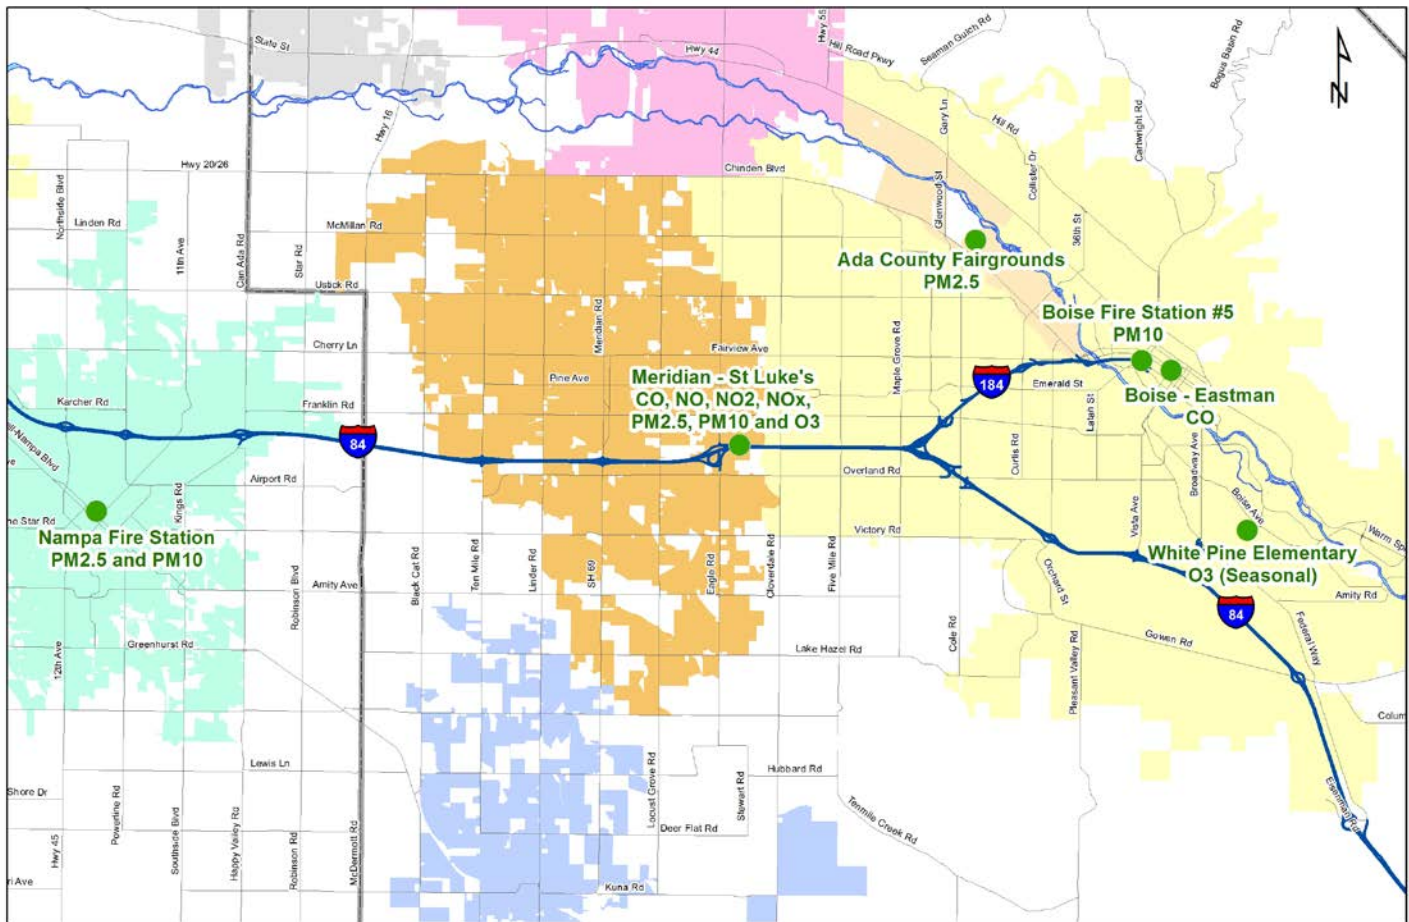 State St
Hwy 44
Hwy 55
Hill Road Pkwy
Seaman Gulch Rd
Bogus Basin Rd
N
Hwy 16
Gary Ln
Hill Rd
Cartwright Rd
Hwy 20/26
Chinden Blvd
Collister Dr
Northside Blvd
Linden Rd
11th Ave
Can Ada Rd
Star Rd
McMillan Rd
Glenwood St
36th St
Ada County Fairgrounds
PM2.5
Ustick Rd
Meridian Rd
Boise Fire Station #5
PM10
Cherry Ln
Fairview Ave
Maple Grove Rd
Pine Ave
Meridian - St Luke's
CO, NO, NO2, NOx,
PM2.5, PM10 and O3
184
Emerald St
Latah St
Boise - Eastman
CO
Karcher Rd
Franklin Rd
84
Curtis Rd
Broadway Ave
Overland Rd
Airport Rd
Kings Rd
Vista Ave
Boise Ave
Victory Rd
Nampa Fire Station
PM2.5 and PM10
White Pine Elementary
O3 (Seasonal)
Robinson Blvd
Amity Ave
Black Cat Rd
Ten Mile Rd
Linder Rd
SH 69
Eagle Rd
Cloverdale Rd
Five Mile Rd
Orchard St
Amity Rd
84
12th Ave
Greenhurst Rd
Lake Hazel Rd
Cole Rd
Pleasant Valley Rd
Gowen Rd
Federal Way
Lewis Ln
Hubbard Rd
Shore Dr
Hwy 45
Powerline Rd
Southside Blvd
Happy Valley Rd
Robinson Rd
McDermott Rd
Locust Grove Rd
Stewart Rd
Deer Flat Rd
Tenmile Creek Rd
Eisenman Rd
Kuna Rd